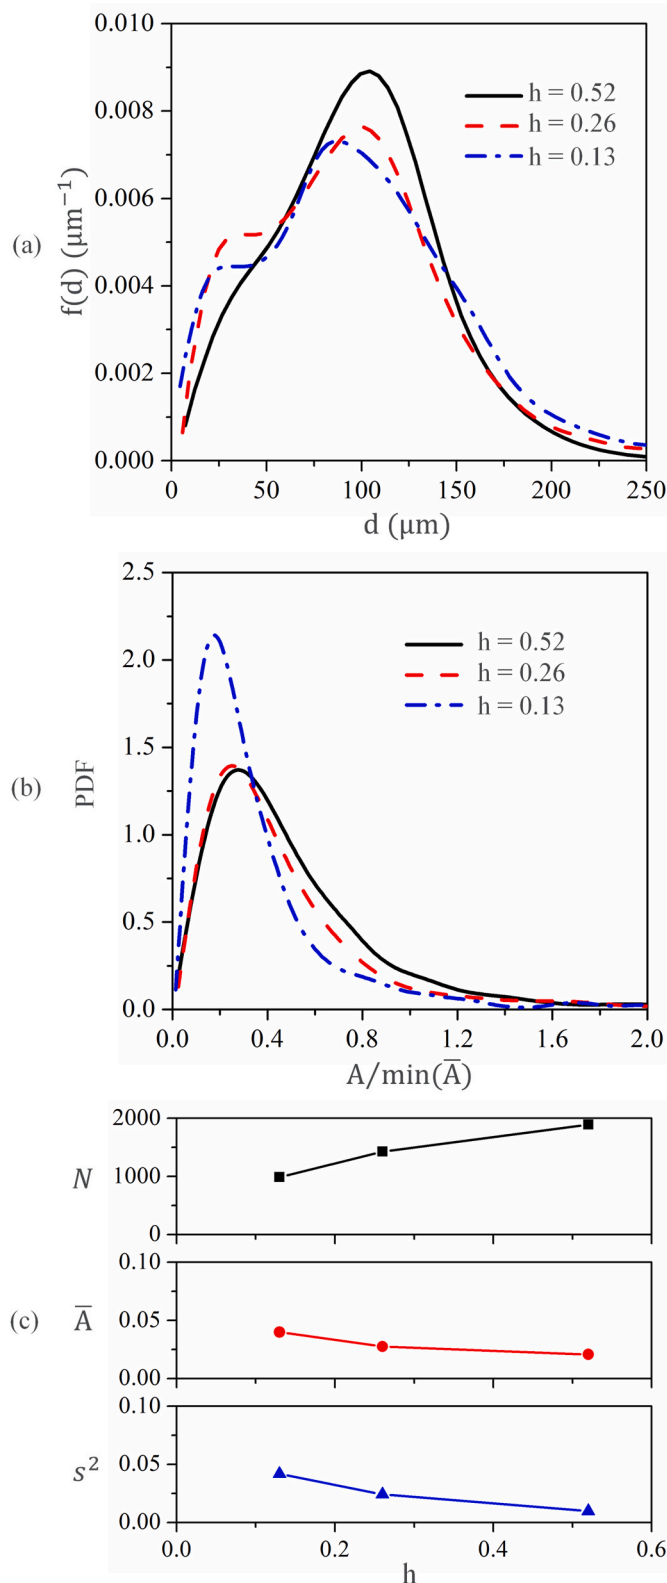 0.010
0.008
0.006
0.004
0.002
0.000
(a)
f(d) (μm⁻¹)
h = 0.52
h = 0.26
h = 0.13
0 50 100 150 200 250
d (μm)
2.5
2.0
1.5
1.0
0.5
0.0
(b)
PDF
h = 0.52
h = 0.26
h = 0.13
0.0 0.4 0.8 1.2 1.6 2.0
A/min(A̅)
2000
1000
0
N
0.10
0.05
0.00
(c)
A̅
0.10
0.05
0.00
s²
0.0 0.2 0.4 0.6
h